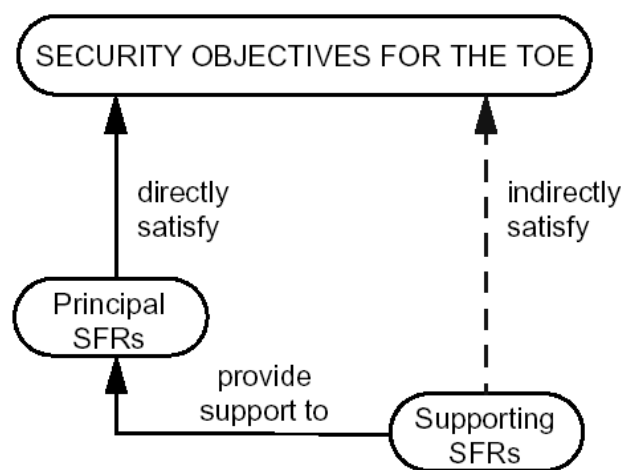 SECURITY OBJECTIVES FOR THE TOE
directly
satisfy
indirectly
satisfy
Principal
SFRs
provide
support to
Supporting
SFRs